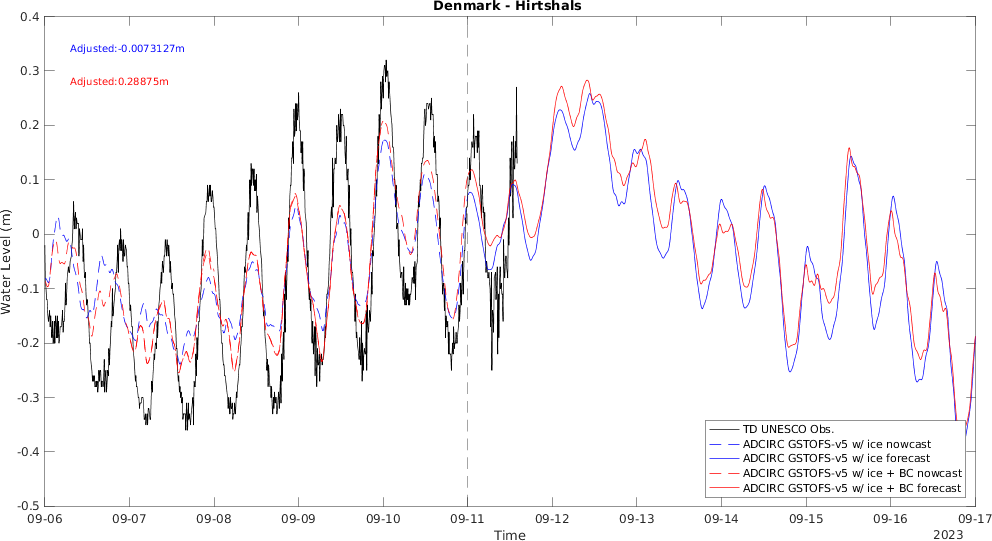 Denmark - Hirtshals
Adjusted:-0.0073127m
Adjusted:0.28875m
Water Level (m)
0.4
0.3
0.2
0.1
0
-0.1
-0.2
-0.3
-0.4
-0.5
TD UNESCO Obs.
ADCIRC GSTOFS-v5 w/ ice nowcast
ADCIRC GSTOFS-v5 w/ ice forecast
ADCIRC GSTOFS-v5 w/ ice + BC nowcast
ADCIRC GSTOFS-v5 w/ ice + BC forecast
09-06 09-07 09-08 09-09 09-10 09-11 09-12 09-13 09-14 09-15 09-16 09-17
Time
2023